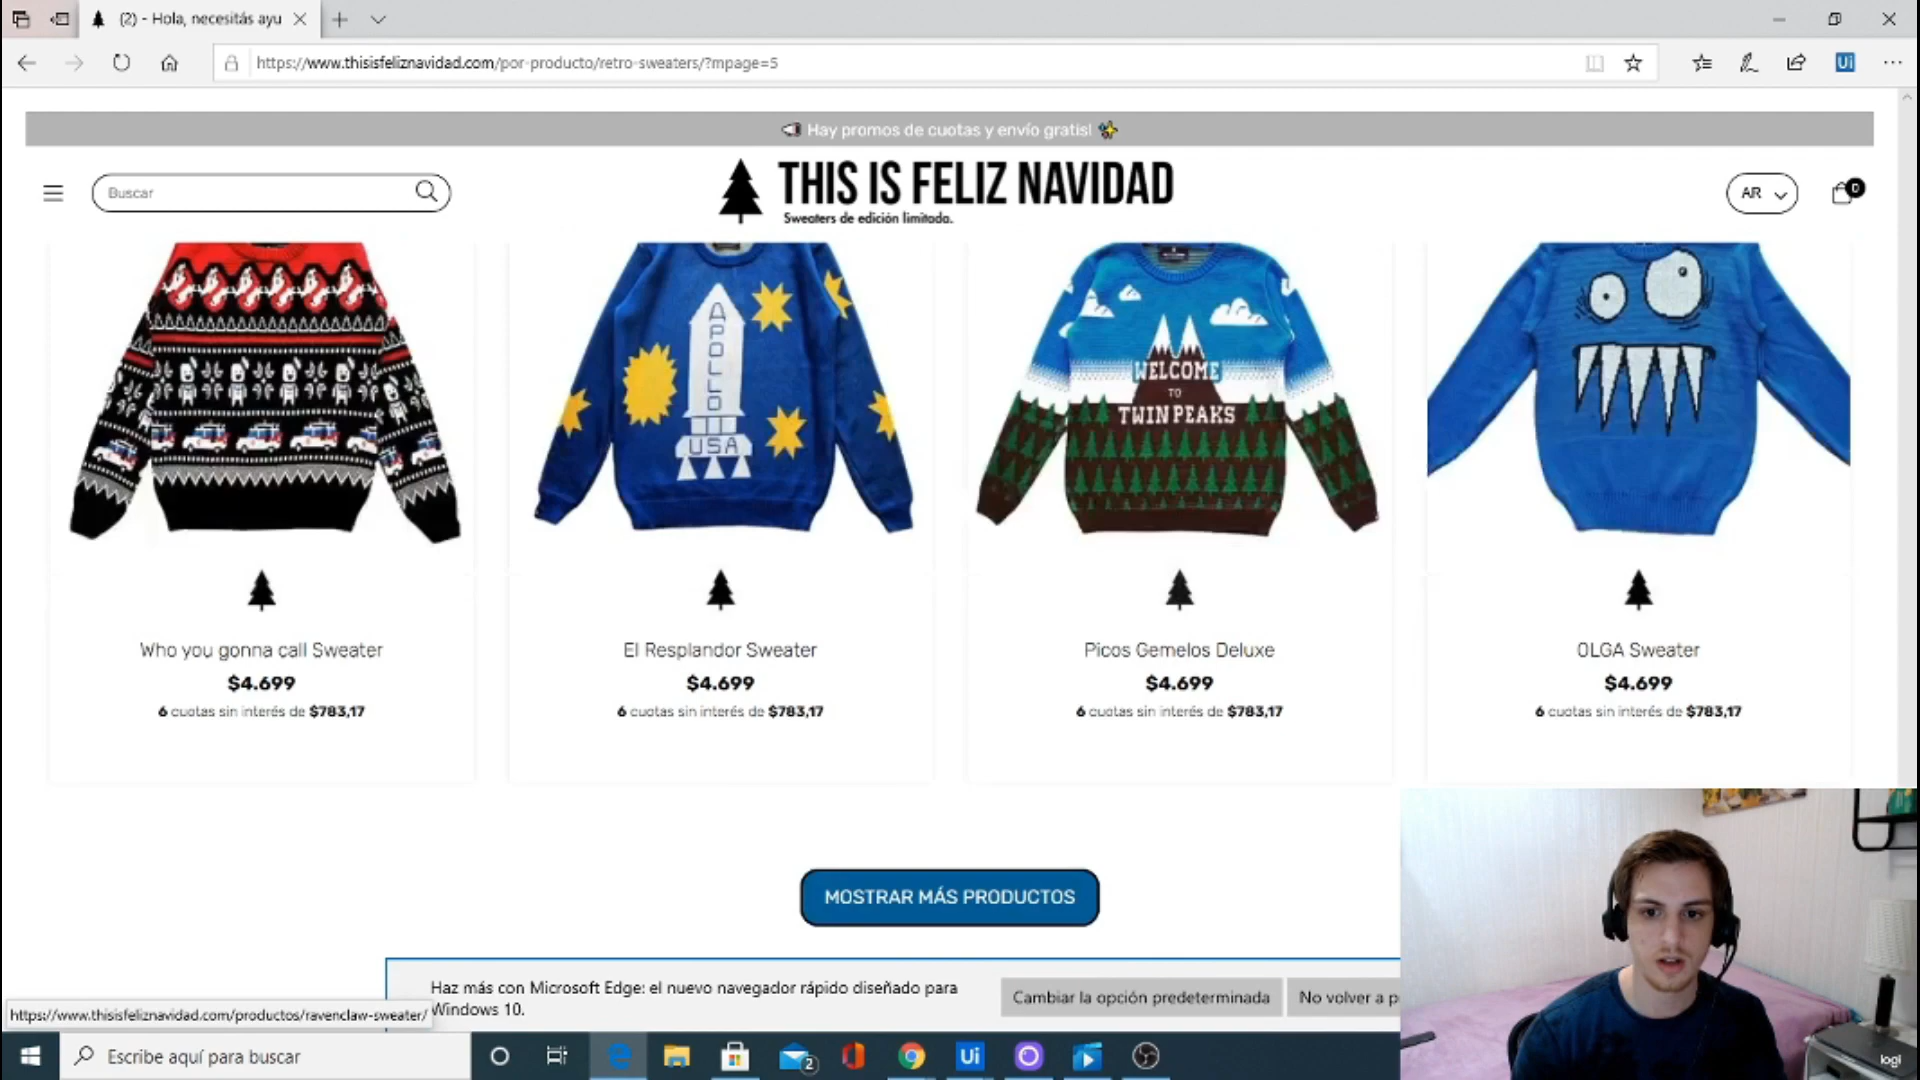 (2) - Hola, necesitás ayu
https://www.thisisfeliznavidad.com/por-producto/retro-sweaters/?mpage=5
Ui
Hay promos de cuotas y envío gratis!
Buscar
THIS IS FELIZ NAVIDAD
Sweaters de edición limitada.
AR
0
APOLLO 11
USA
WELCOME
TO
TWIN PEAKS
Who you gonna call Sweater
$4.699
6 cuotas sin interés de $783,17
El Resplandor Sweater
$4.699
6 cuotas sin interés de $783,17
Picos Gemelos Deluxe
$4.699
6 cuotas sin interés de $783,17
OLGA Sweater
$4.699
6 cuotas sin interés de $783,17
MOSTRAR MÁS PRODUCTOS
Haz más con Microsoft Edge: el nuevo navegador rápido diseñado para
Windows 10.
Cambiar la opción predeterminada
No volver a p
https://www.thisisfeliznavidad.com/productos/ravenclaw-sweater/
Escribe aquí para buscar
2
Ui
logi